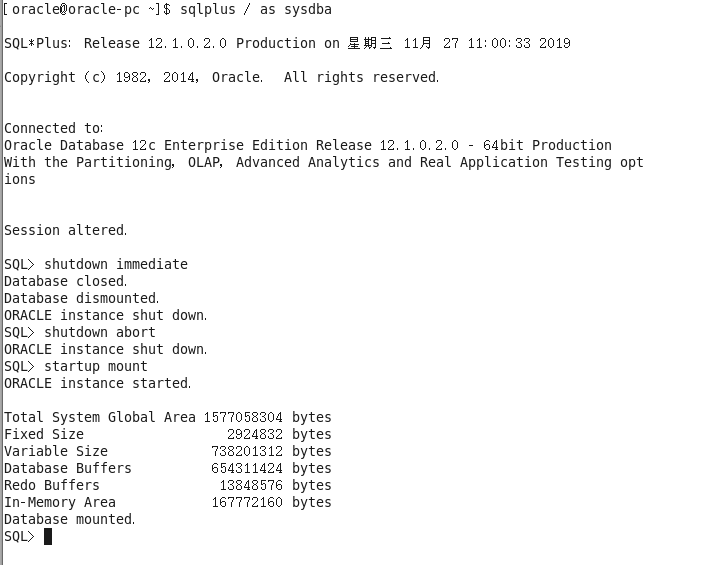 [oracle@oracle-pc ~]$ sqlplus / as sysdba
SQL*Plus: Release 12.1.0.2.0 Production on 星期三 11月 27 11:00:33 2019
Copyright (c) 1982, 2014, Oracle.  All rights reserved.
Connected to:
Oracle Database 12c Enterprise Edition Release 12.1.0.2.0 - 64bit Production
With the Partitioning, OLAP, Advanced Analytics and Real Application Testing opt
ions
Session altered.
SQL> shutdown immediate
Database closed.
Database dismounted.
ORACLE instance shut down.
SQL> shutdown abort
ORACLE instance shut down.
SQL> startup mount
ORACLE instance started.
Total System Global Area 1577058304 bytes
Fixed Size                  2924832 bytes
Variable Size             738201312 bytes
Database Buffers          654311424 bytes
Redo Buffers               13848576 bytes
In-Memory Area            167772160 bytes
Database mounted.
SQL>